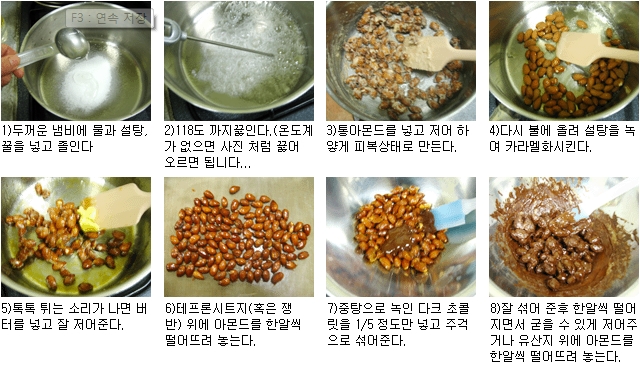 F3 : 연속 저장
1)두꺼운 냄비에 물과 설탕,
꿀을 넣고 졸인다
2)118도 까지끓인다.(온도계
가 없으면 사진 처럼 끓어
오르면 됩니다...
3)통아몬드를 넣고 저어 하
얗게 피복상태로 만든다.
4)다시 불에 올려 설탕을 녹
여 카라멜화시킨다.
5)톡톡 튀는 소리가 나면 버
터를 넣고 잘 저어준다.
6)테프론시트지(혹은 쟁
반) 위에 아몬드를 한알씩
떨어뜨려 놓는다.
7)중탕으로 녹인 다크 초콜
릿을 1/5 정도만 넣고 주걱
으로 섞어준다.
8)잘 섞어 준후 한알씩 떨어
지면서 굳을 수 있게 저어주
거나 유산지 위에 아몬드를
한알씩 떨어뜨려 놓는다.